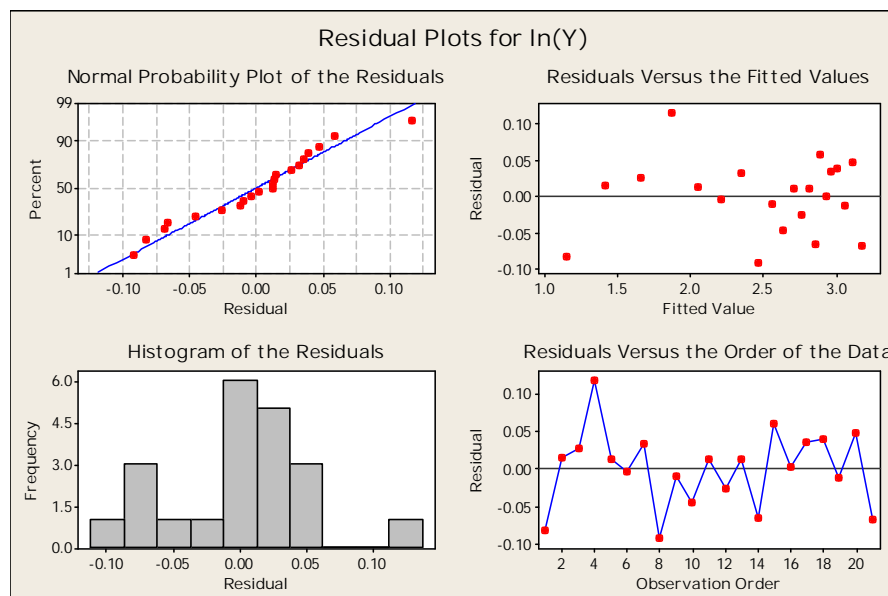 Residual Plots for ln(Y)
Normal Probability Plot of the Residuals
99
90
50
10
1
Percent
-0.10 -0.05 0.00 0.05 0.10
Residual
Residuals Versus the Fitted Values
0.10
0.05
0.00
-0.05
-0.10
Residual
1.0 1.5 2.0 2.5 3.0
Fitted Value
Histogram of the Residuals
6.0
4.5
3.0
1.5
0.0
Frequency
-0.10 -0.05 0.00 0.05 0.10
Residual
Residuals Versus the Order of the Data
0.10
0.05
0.00
-0.05
-0.10
Residual
2 4 6 8 10 12 14 16 18 20
Observation Order